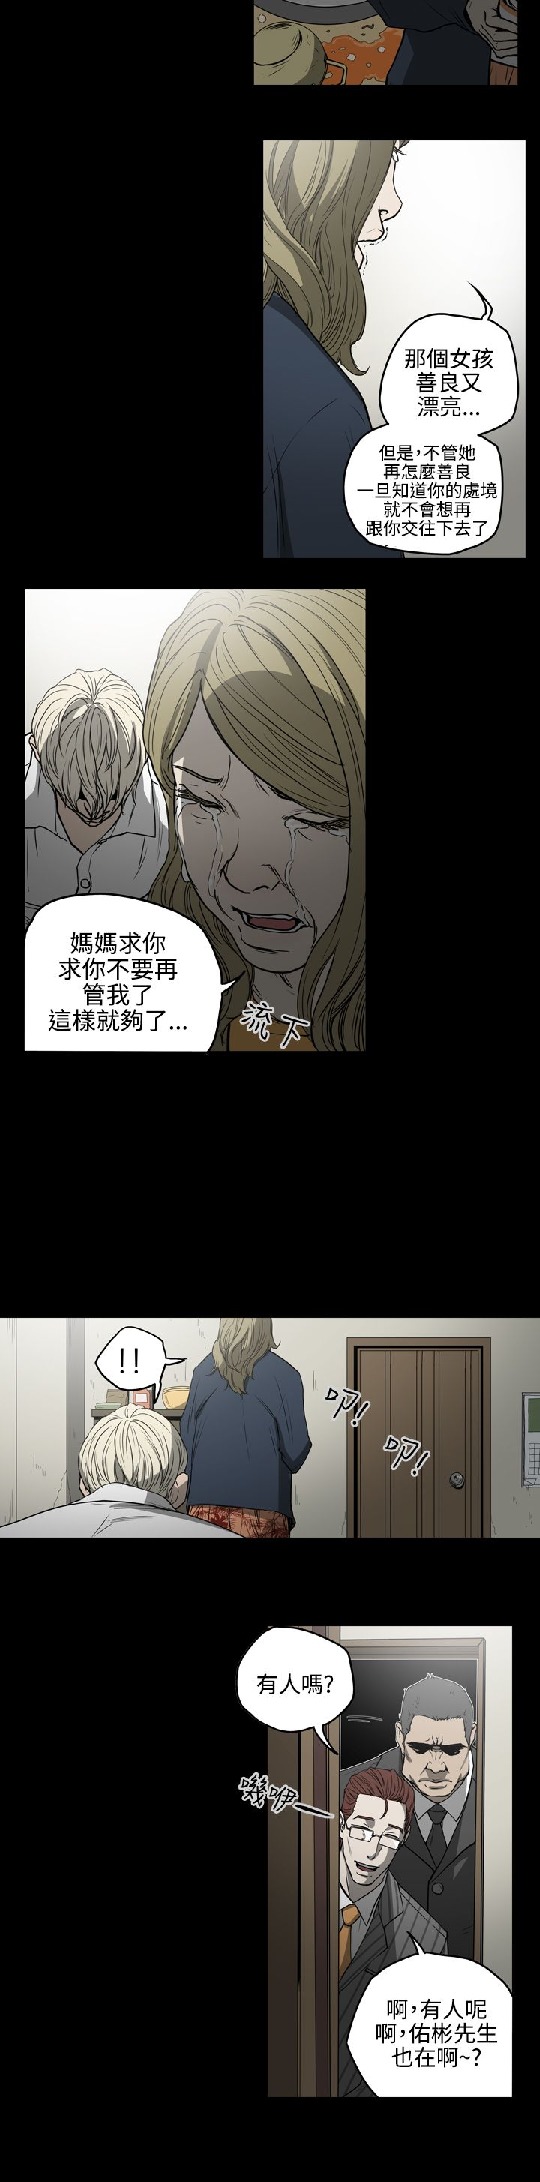 那個女孩
善良又
漂亮...
但是,不管她
再怎麼善良
一旦知道你的處境
就不會想再
跟你交往下去了
媽媽求你
求你不要再
管我了
這樣就夠了...
流下
!!
叩!
叩!
有人嗎?
嘰咿
啊,有人呢
啊,佑彬先生
也在啊~?